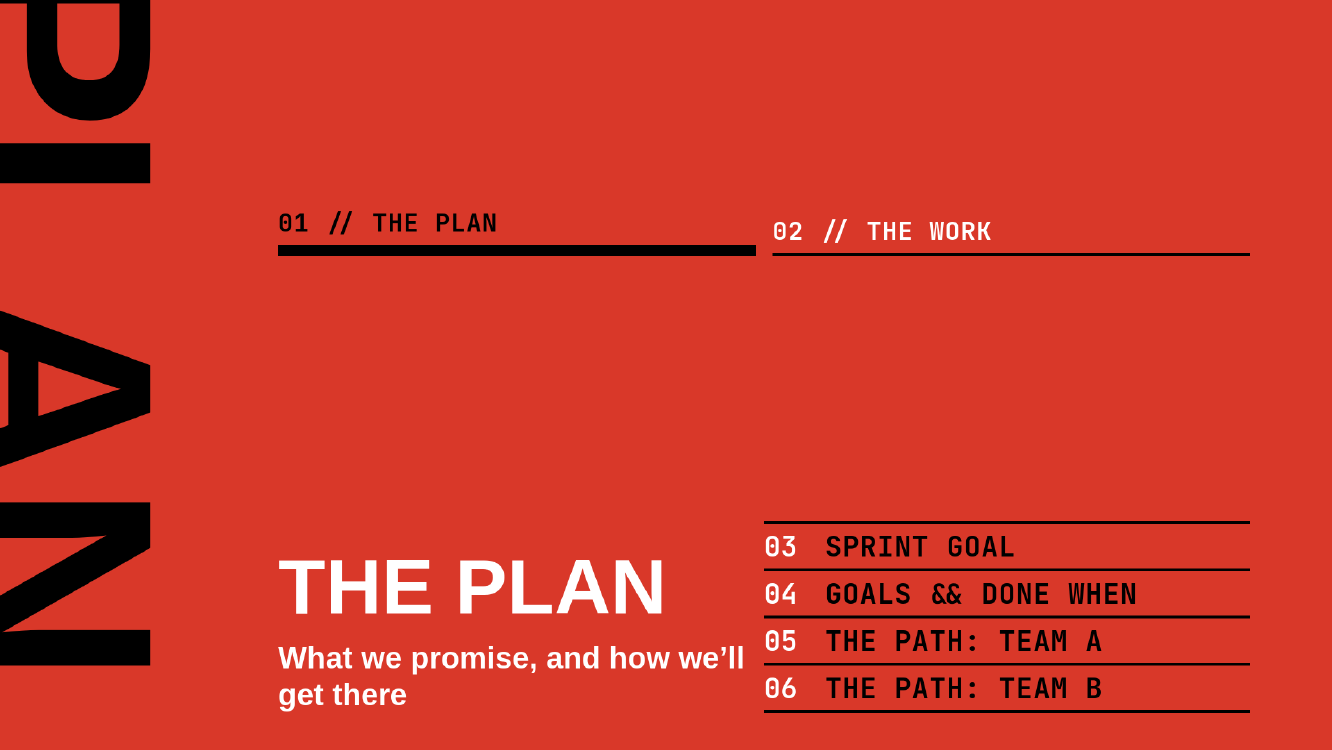 PLAN
01 // THE PLAN
02 // THE WORK
THE PLAN
What we promise, and how we’ll
get there
03 SPRINT GOAL
04 GOALS && DONE WHEN
05 THE PATH: TEAM A
06 THE PATH: TEAM B